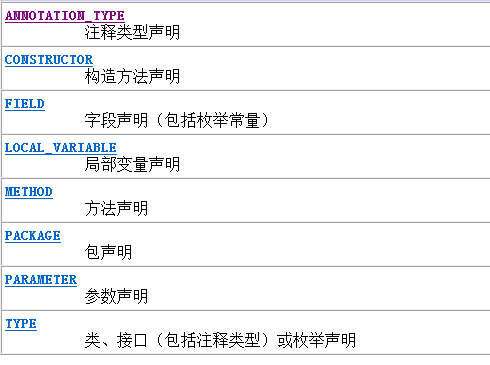 ANNOTATION_TYPE
注释类型声明
CONSTRUCTOR
构造方法声明
FIELD
字段声明（包括枚举常量）
LOCAL_VARIABLE
局部变量声明
METHOD
方法声明
PACKAGE
包声明
PARAMETER
参数声明
TYPE
类、接口（包括注释类型）或枚举声明